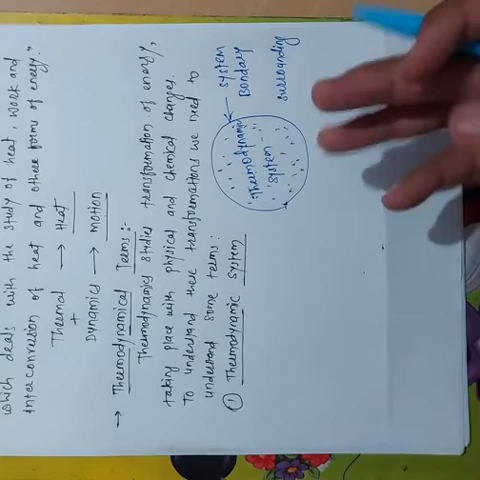 which deals with the study of heat, work and
interconversion of heat and other forms of energy."
Thermal → Heat
+
Dynamics → Motion
→ Thermodynamical Terms:-
Thermodynamics studies transformation of energy,
taking place with physical and chemical changes.
To understand these transformations we need to
understand some terms:
① Thermodynamic System
Thermodynamic
System
System
Bondary
surroanding